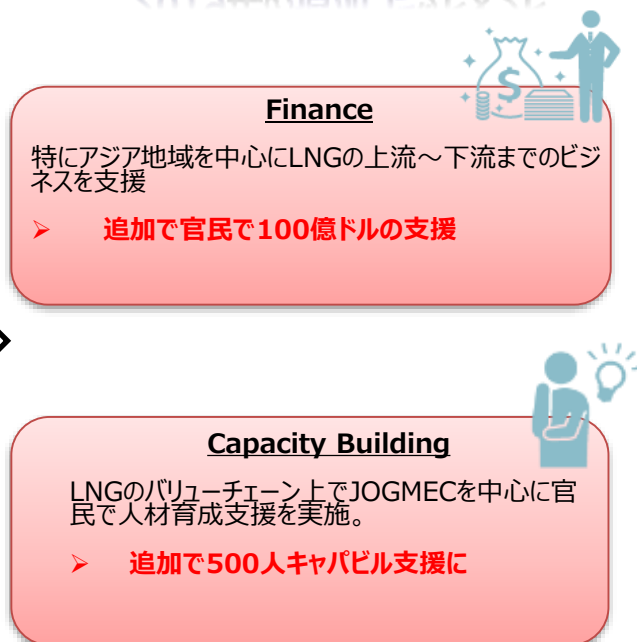 Finance
特にアジア地域を中心にLNGの上流～下流までのビジ
ネスを支援
➢ 追加で官民で100億ドルの支援
Capacity Building
LNGのバリューチェーン上でJOGMECを中心に官
民で人材育成支援を実施。
➢ 追加で500人キャパビル支援に